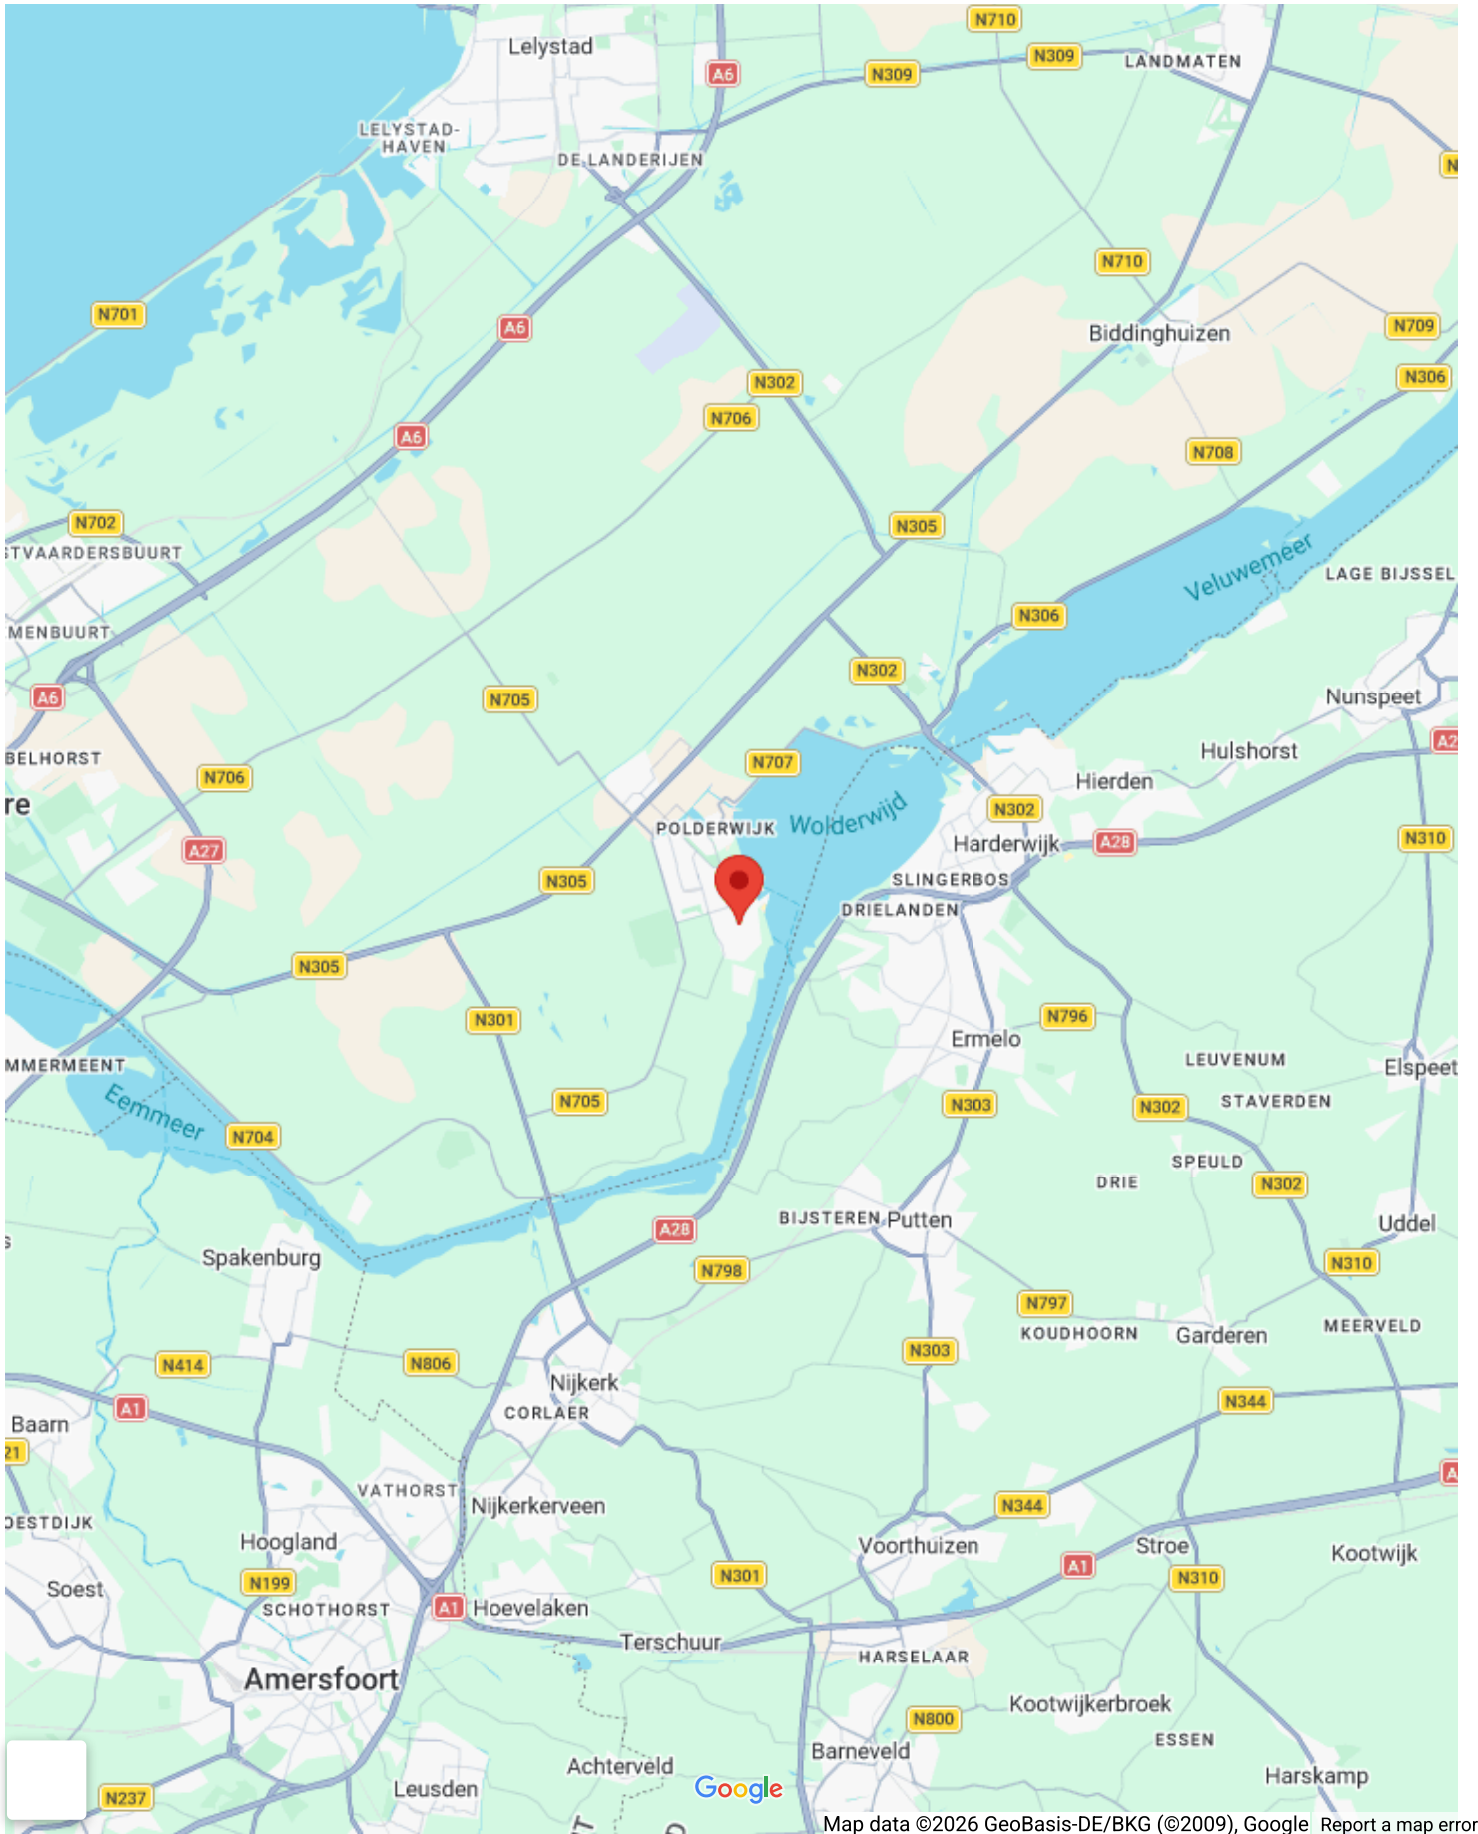 N710
Lelystad
N309
LANDMATEN
A6
N309
LELYSTAD-
HAVEN
DE LANDERIJEN
N
N710
N701
A6
Biddinghuizen
N709
N302
N306
N706
A6
N708
N702
N305
STVAARDERSBUURT
Veluwemeer
LAGE BIJSSEL
N306
MENBUURT
N302
A6
N705
Nunspeet
A2
BELHORST
N707
Hulshorst
N706
Hierden
re
Wolderwijd
N302
POLDERWIJK
N310
A27
Harderwijk
A28
N305
SLINGERBOS
DRIELANDEN
N305
N301
N796
Ermelo
MMERMEENT
LEUVENUM
Elspeet
Eemmeer
N705
N303
N302
STAVERDEN
N704
SPEULD
DRIE
N302
BIJSTEREN
Putten
Uddel
A28
s
Spakenburg
N798
N310
N797
KOUDHOORN
Garderen
MEERVELD
N303
N414
N806
Nijkerk
A1
CORLAER
N344
Baarn
21
A
VATHORST
Nijkerkerveen
N344
OESTDIJK
Hoogland
Voorthuizen
Stroe
Kootwijk
A1
N199
N301
N310
Soest
SCHOTHORST
A1
Hoevelaken
Terschuur
HARSELAAR
Amersfoort
Kootwijkerbroek
N800
ESSEN
Barneveld
Achterveld
Harskamp
Leusden
Google
N237
Map data ©2026 GeoBasis-DE/BKG (©2009), Google
Report a map error